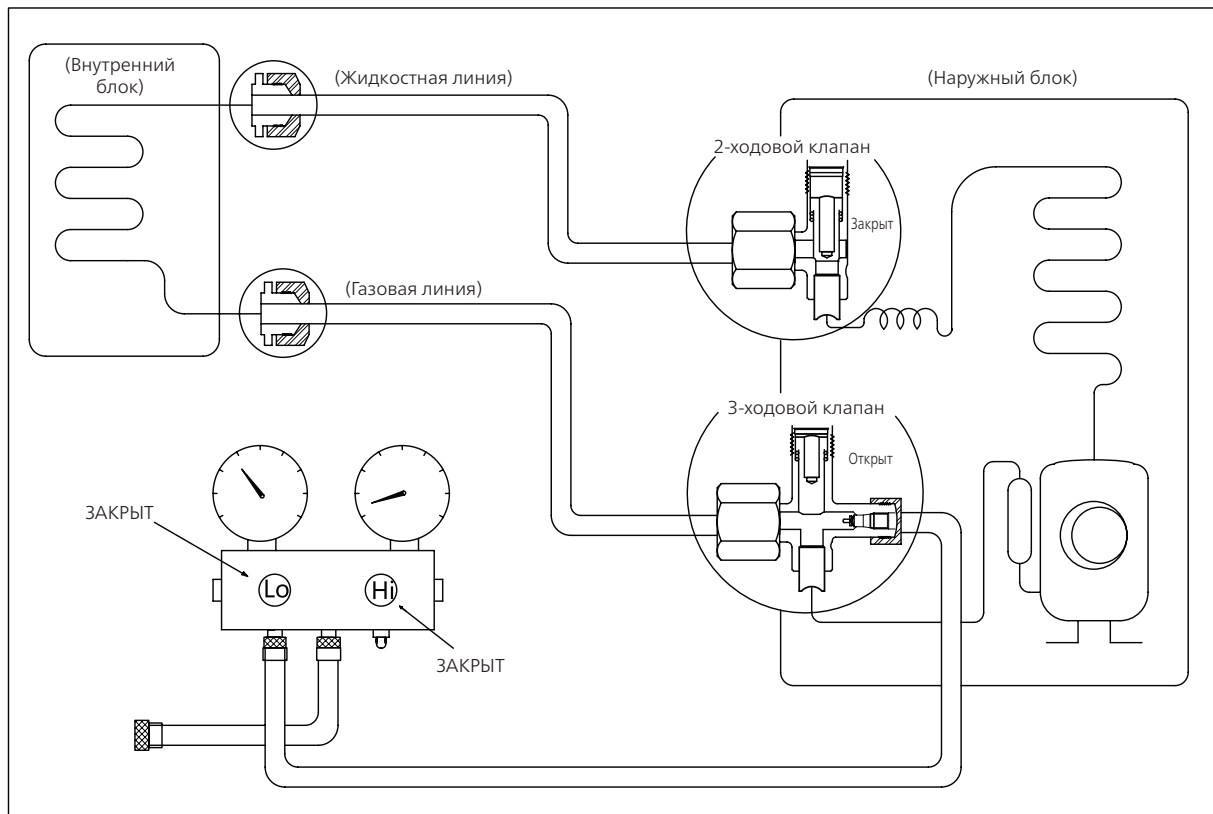 (Внутренний
блок)
(Жидкостная линия)
(Наружный блок)
2-ходовой клапан
Закрыт
(Газовая линия)
3-ходовой клапан
Открыт
ЗАКРЫТ
Lo
Hi
ЗАКРЫТ